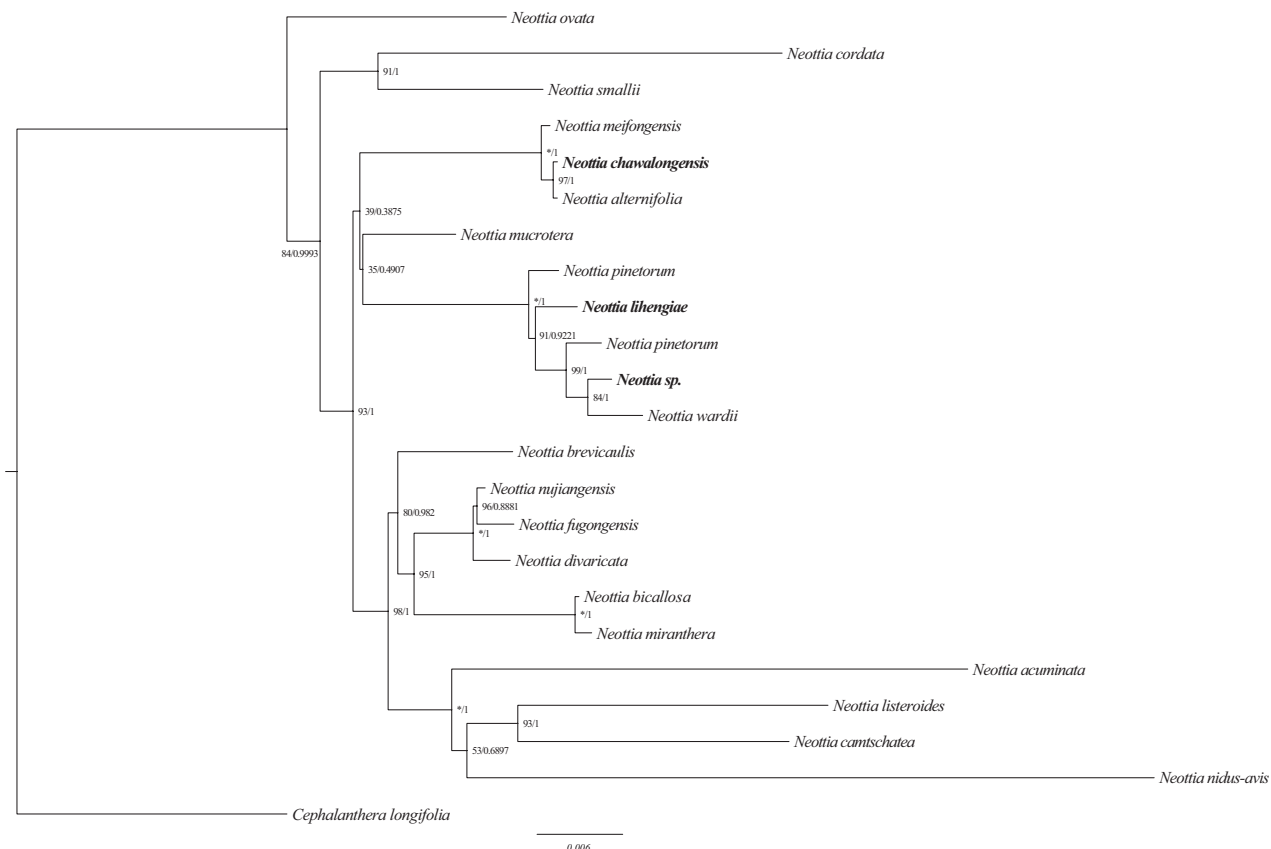 Neottia ovata
Neottia cordata
91/1
Neottia smallii
Neottia meifongensis
*/1
Neottia chawalongensis
97/1
Neottia alternifolia
39/0.3875
Neottia mucrotera
84/0.9993
35/0.4907
Neottia pinetorum
*/1
Neottia lihengiae
91/0.9221
Neottia pinetorum
99/1
Neottia sp.
84/1
93/1
Neottia wardii
Neottia brevicaulis
Neottia nujiangensis
96/0.8881
80/0.982
Neottia fugongensis
*/1
Neottia divaricata
95/1
Neottia bicallosa
98/1
*/1
Neottia miranthera
Neottia acuminata
Neottia listeroides
*/1
93/1
Neottia camtschatea
53/0.6897
Neottia nidus-avis
Cephalanthera longifolia
0.006